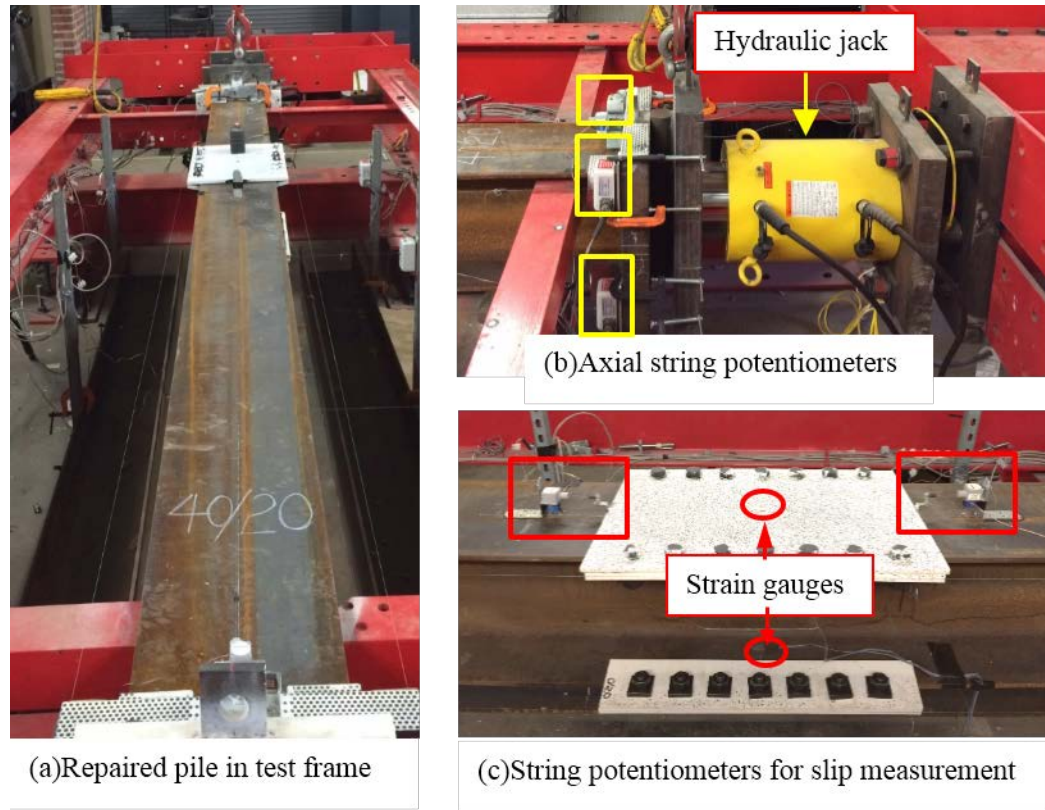 40/20
(a)Repaired pile in test frame
Hydraulic jack
(b)Axial string potentiometers
Strain gauges
(c)String potentiometers for slip measurement